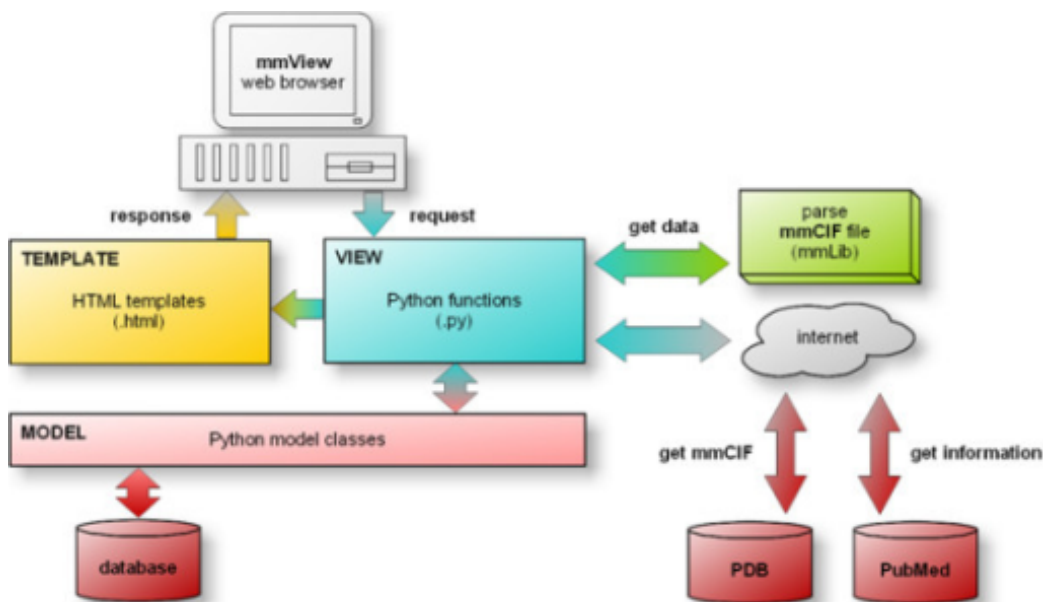 mmView
web browser
response
request
TEMPLATE
HTML templates
(.html)
VIEW
Python functions
(.py)
get data
parse
mmCIF file
(mmLib)
internet
MODEL
Python model classes
get mmCIF
get information
database
PDB
PubMed